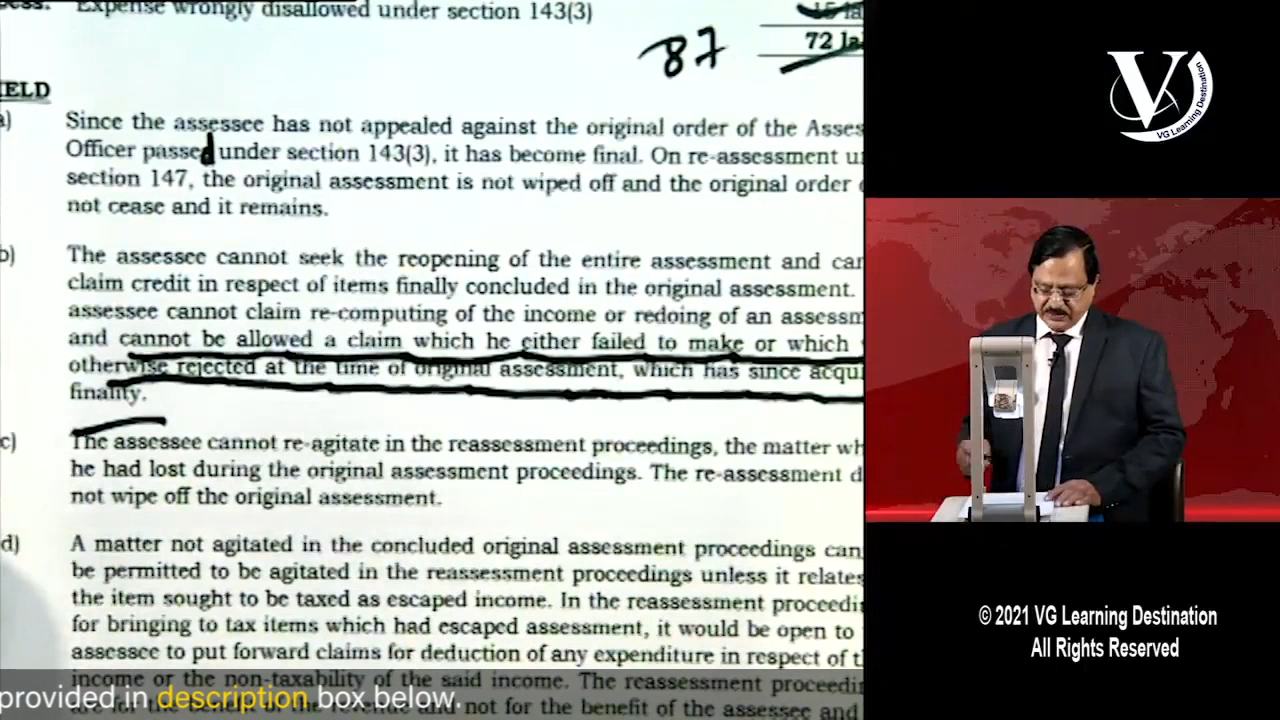 Expense wrongly disallowed under section 143(3)
72
87
a)
Since the assessee has not appealed against the original order of the
Officer passed under section 143(3), it has become final. On re-assessment
section 147, the original assessment is not wiped off and the original order
not cease and it remains.
b)
The assessee cannot seek the reopening of the entire assessment and
claim credit in respect of items finally concluded in the original assessment.
assessee cannot claim re-computing of the income or redoing of an
and cannot be allowed a claim which he either failed to make or which
otherwise rejected at the time of original assessment, which has since
finality.
c)
The assessee cannot re-agitate in the reassessment proceedings, the matter
he had lost during the original assessment proceedings. The re-assessment
not wipe off the original assessment.
d)
A matter not agitated in the concluded original assessment proceedings
be permitted to be agitated in the reassessment proceedings unless it relates
the item sought to be taxed as escaped income. In the reassessment
for bringing to tax items which had escaped assessment, it would be open to
assessee to put forward claims for deduction of any expenditure in respect of
income or the non-taxability of the said income. The reassessment
are for the benefit of the revenue and not for the benefit of the assessee and
provided in description box below.
V
VG Learning Destination
© 2021 VG Learning Destination
All Rights Reserved